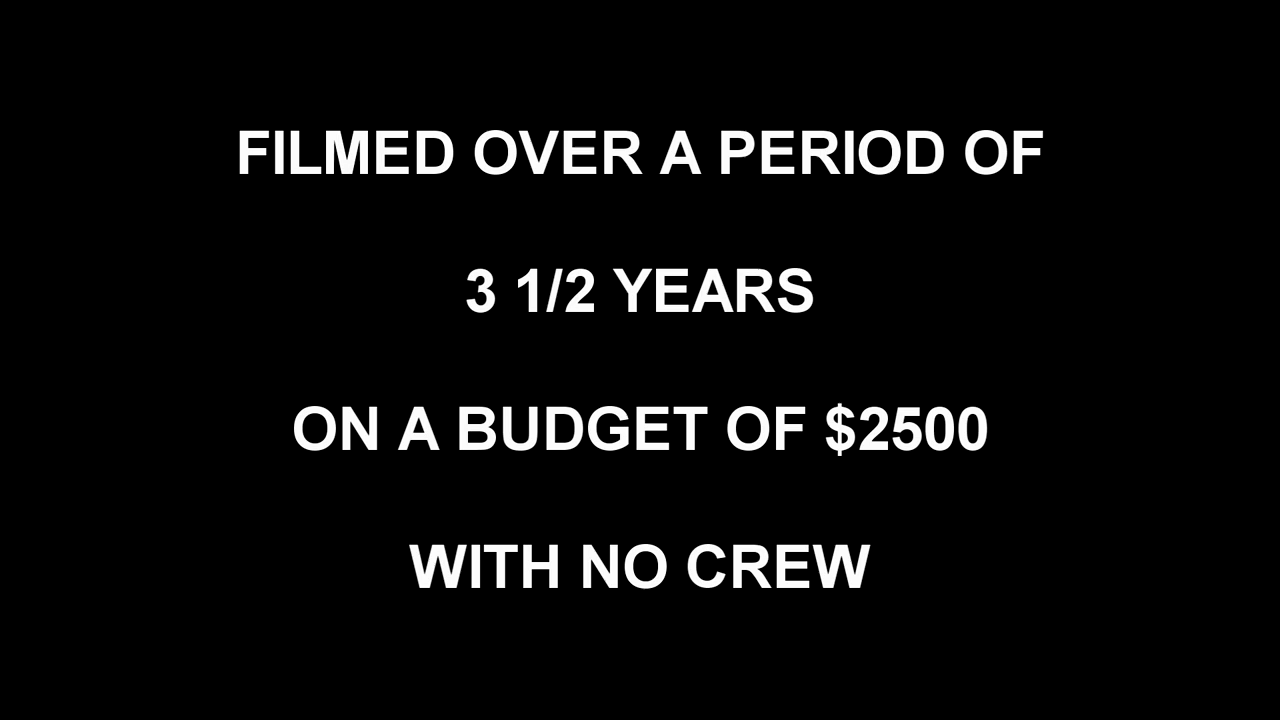 FILMED OVER A PERIOD OF
3 1/2 YEARS
ON A BUDGET OF $2500
WITH NO CREW